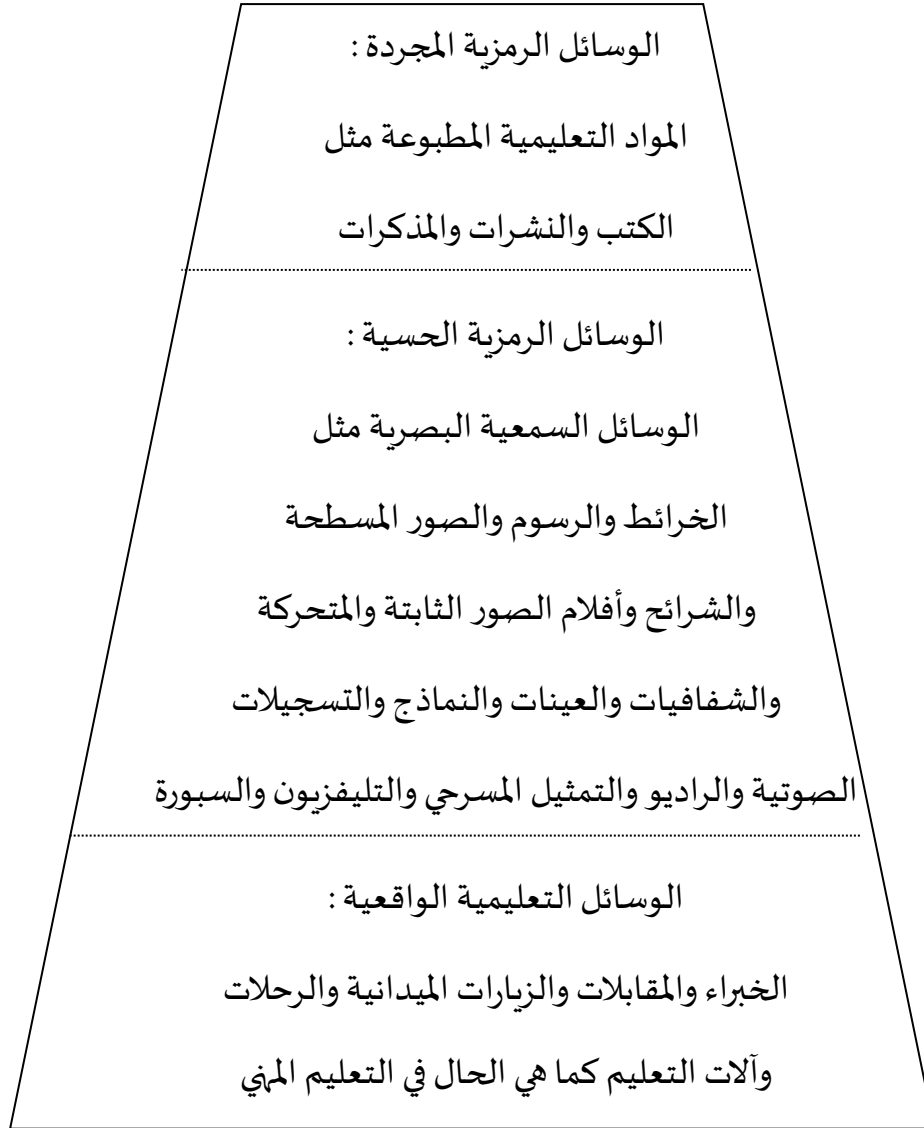 الوسائل الرمزية المجردة :
المواد التعليمية المطبوعة مثل
الكتب والنشرات والمذكرات
الوسائل الرمزية الحسية :
الوسائل السمعية البصرية مثل
الخرائط والرسوم والصور المسطحة
والشرائح وأفلام الصور الثابتة والمتحركة
والشفافيات والعينات والنماذج والتسجيلات
الصوتية والراديو والتمثيل المسرحي والتليفزيون والسبورة
الوسائل التعليمية الواقعية :
الخبراء والمقابلات والزيارات الميدانية والرحلات
وآلات التعليم كما هي الحال في التعليم المهني